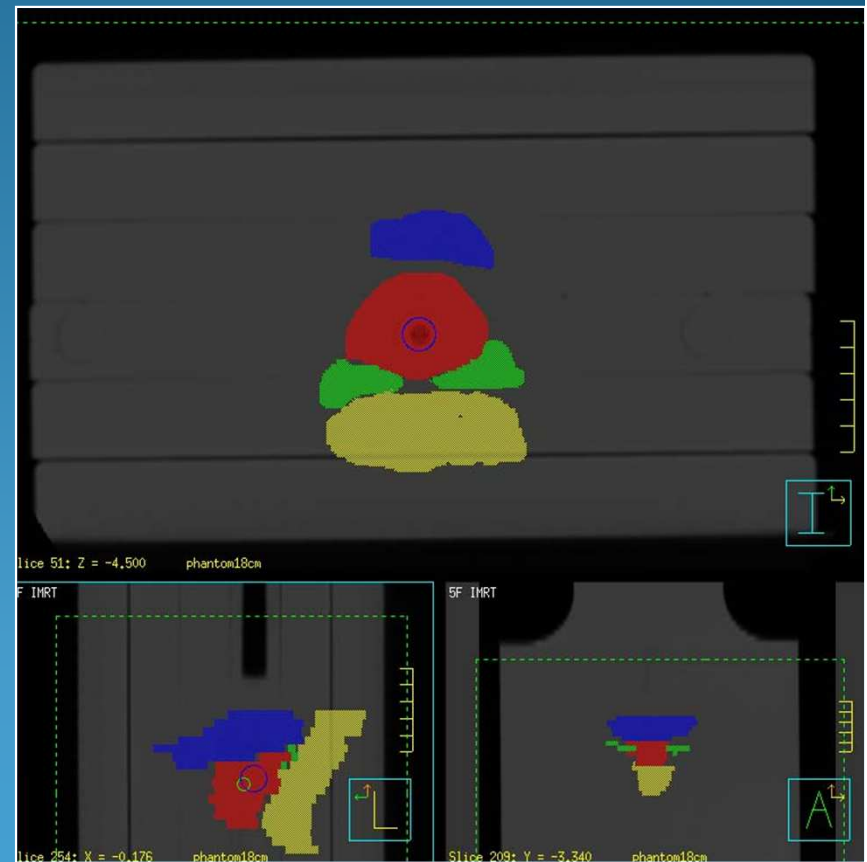 lice 51: Z = -4.500 phantom18cm
I
F IMRT
lice 254: X = -0.176 phantom18cm
L
5F IMRT
Slice 209: Y = -3.340 phantom18cm
A